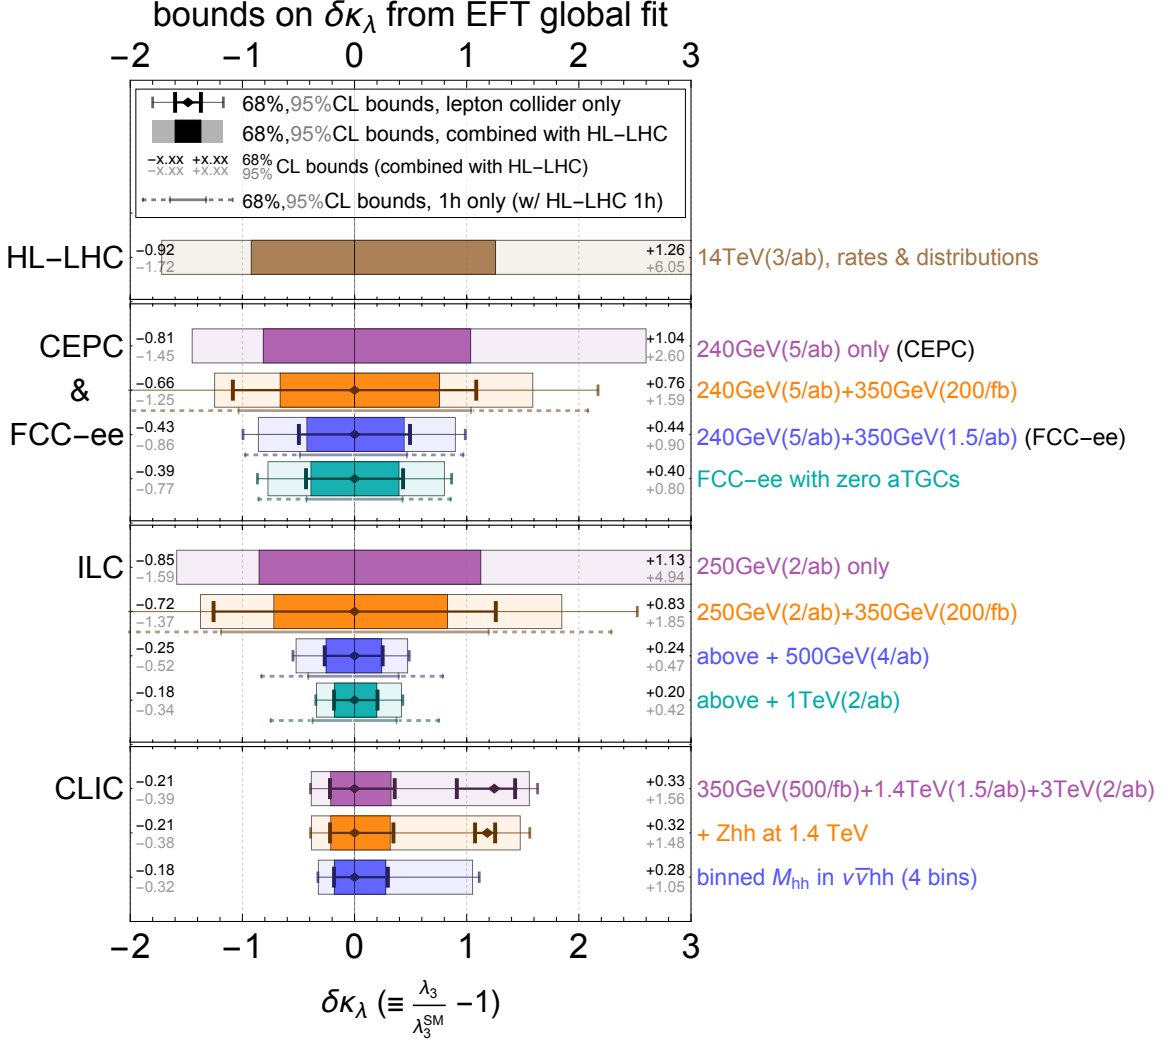 bounds on δκλ from EFT global fit
−2 −1 0 1 2 3
68%,95%CL bounds, lepton collider only
68%,95%CL bounds, combined with HL−LHC
−x.xx +x.xx 68%
−x.xx +x.xx 95% CL bounds (combined with HL−LHC)
68%,95%CL bounds, 1h only (w/ HL−LHC 1h)
HL−LHC
−0.92 +1.26
−1.72 +6.05
14TeV(3/ab), rates & distributions
CEPC
&
FCC−ee
−0.81 +1.04
−1.45 +2.60
240GeV(5/ab) only (CEPC)
−0.66 +0.76
−1.25 +1.59
240GeV(5/ab)+350GeV(200/fb)
−0.43 +0.44
−0.86 +0.90
240GeV(5/ab)+350GeV(1.5/ab) (FCC−ee)
−0.39 +0.40
−0.77 +0.80
FCC−ee with zero aTGCs
ILC
−0.85 +1.13
−1.59 +4.94
250GeV(2/ab) only
−0.72 +0.83
−1.37 +1.85
250GeV(2/ab)+350GeV(200/fb)
−0.25 +0.24
−0.52 +0.47
above + 500GeV(4/ab)
−0.18 +0.20
−0.34 +0.42
above + 1TeV(2/ab)
CLIC
−0.21 +0.33
−0.39 +1.56
350GeV(500/fb)+1.4TeV(1.5/ab)+3TeV(2/ab)
−0.21 +0.32
−0.38 +1.48
+ Zhh at 1.4 TeV
−0.18 +0.28
−0.32 +1.05
binned Mhh in νν̅hh (4 bins)
−2 −1 0 1 2 3
δκλ (≡ λ3/λ3SM −1)